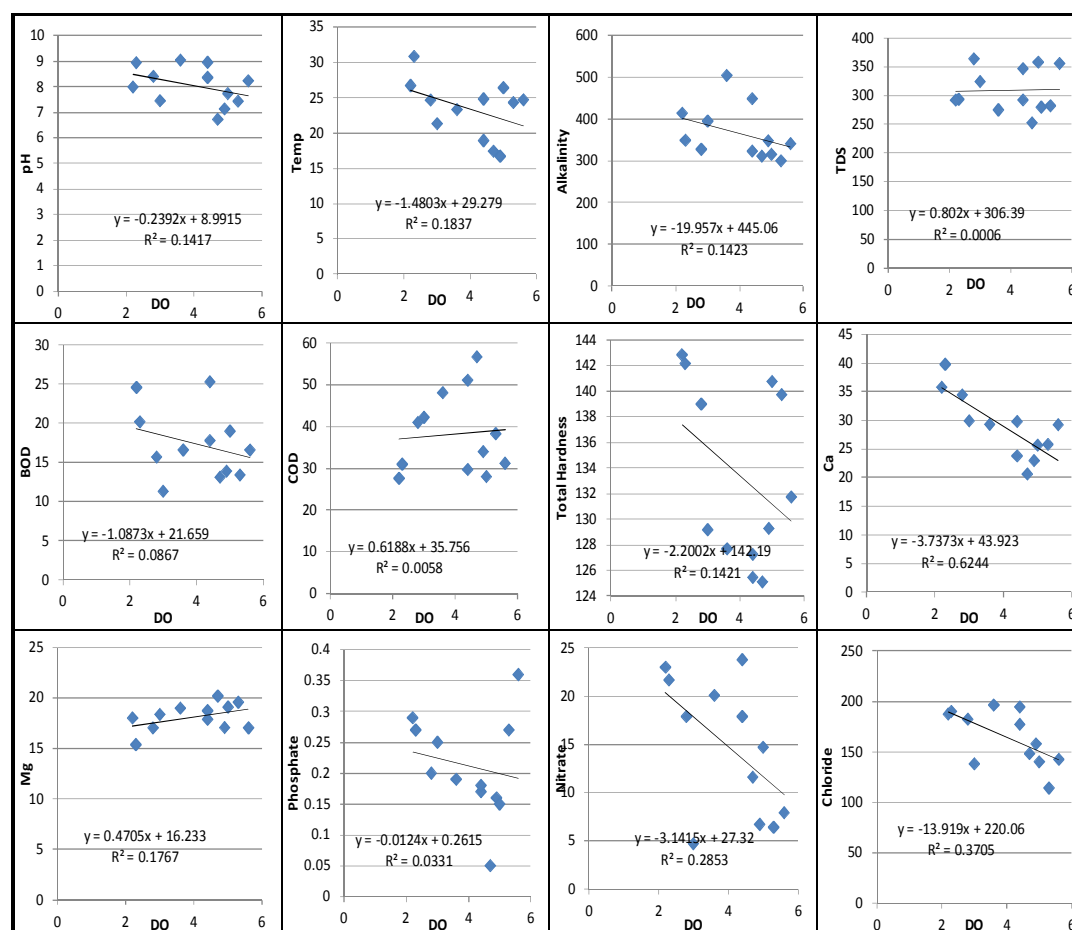 10
9
8
7
6
5
4
3
2
1
0
pH
y = -0.2392x + 8.9915
R² = 0.1417
0 2 4 6
DO
35
30
25
20
15
10
5
0
Temp
y = -1.4803x + 29.279
R² = 0.1837
0 2 4 6
DO
600
500
400
300
200
100
0
Alkalinity
y = -19.957x + 445.06
R² = 0.1423
0 2 4 6
DO
400
350
300
250
200
150
100
50
0
TDS
y = 0.802x + 306.39
R² = 0.0006
0 2 4 6
DO
30
25
20
15
10
5
0
BOD
y = -1.0873x + 21.659
R² = 0.0867
0 2 4 6
DO
60
50
40
30
20
10
0
COD
y = 0.6188x + 35.756
R² = 0.0058
0 2 4 6
DO
144
142
140
138
136
134
132
130
128
126
124
Total Hardness
y = -2.2002x + 142.19
R² = 0.1421
0 2 4 6
DO
45
40
35
30
25
20
15
10
5
0
Ca
y = -3.7373x + 43.923
R² = 0.6244
0 2 4 6
DO
25
20
15
10
5
0
Mg
y = 0.4705x + 16.233
R² = 0.1767
0 2 4 6
DO
0.4
0.35
0.3
0.25
0.2
0.15
0.1
0.05
0
Phosphate
y = -0.0124x + 0.2615
R² = 0.0331
0 2 4 6
DO
25
20
15
10
5
0
Nitrate
y = -3.1415x + 27.32
R² = 0.2853
0 2 4 6
DO
250
200
150
100
50
0
Chloride
y = -13.919x + 220.06
R² = 0.3705
0 2 4 6
DO